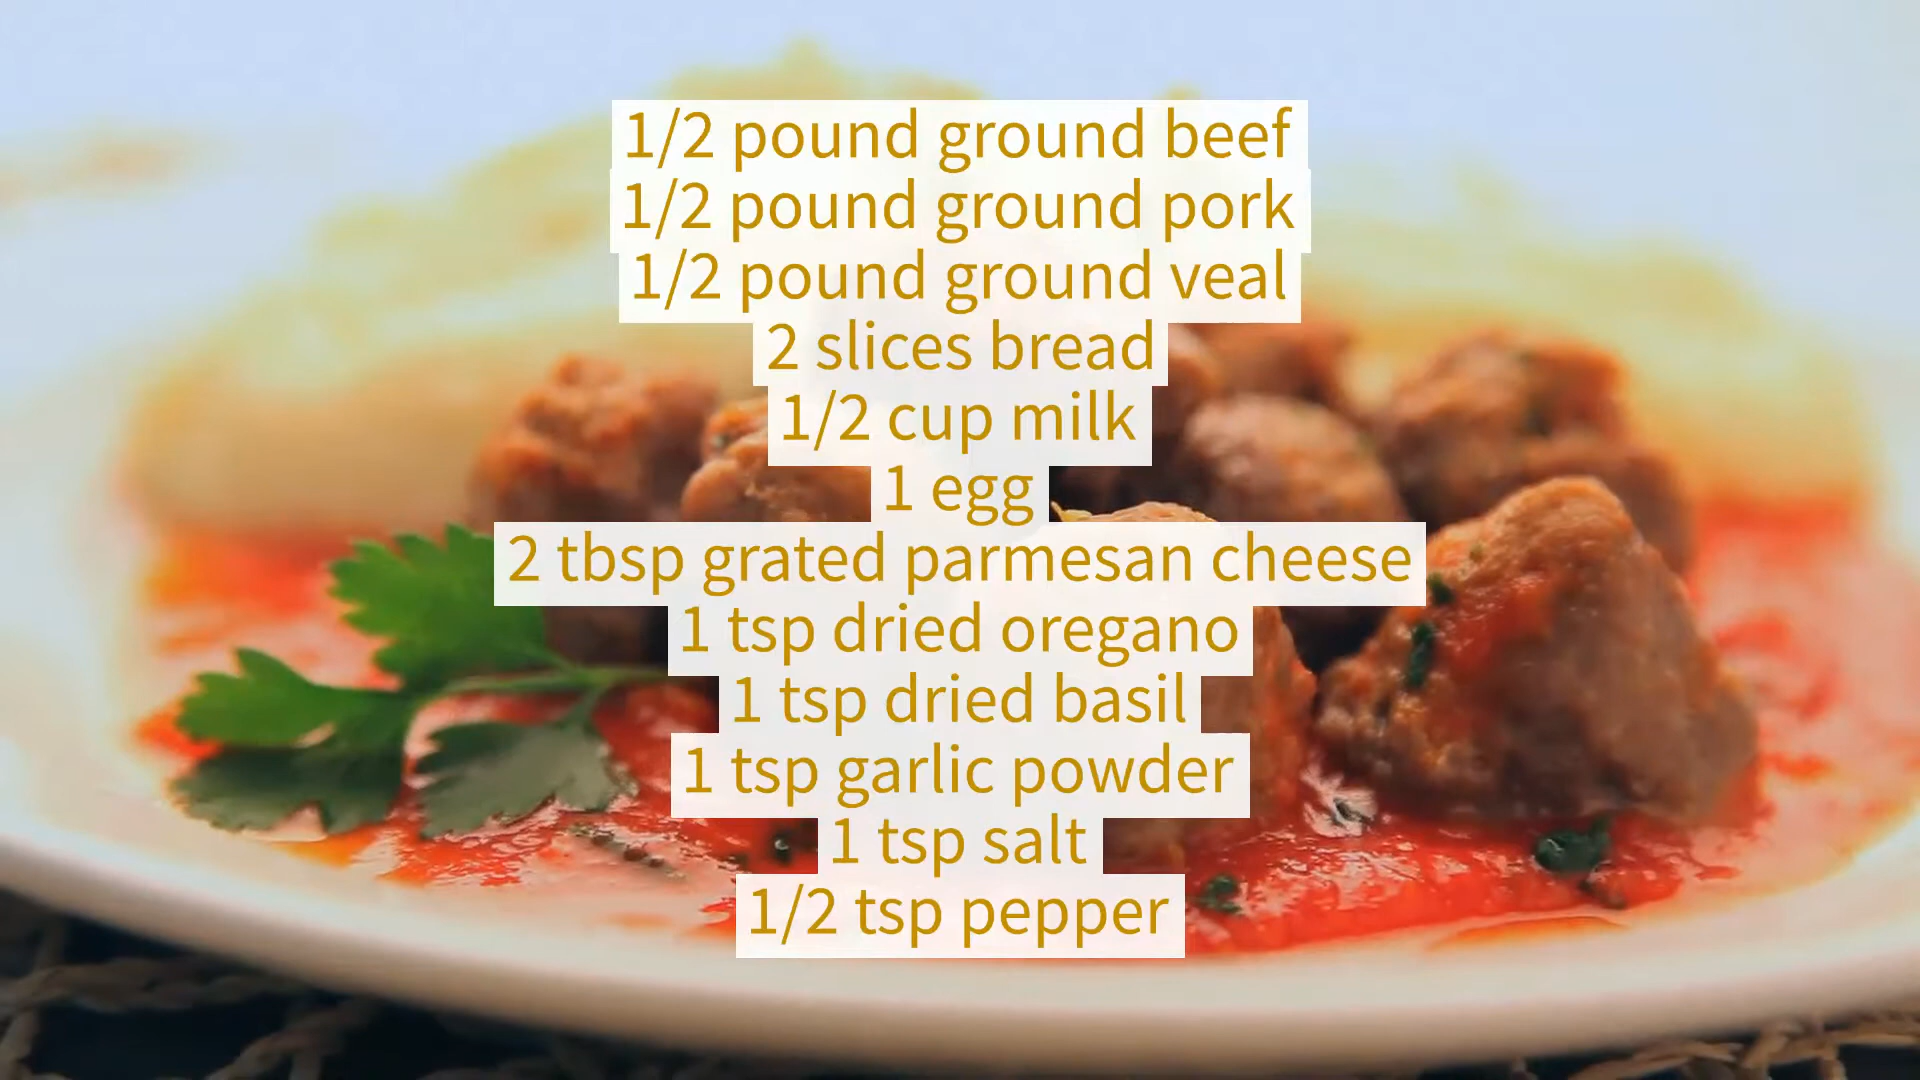 1/2 pound ground beef
1/2 pound ground pork
1/2 pound ground veal
2 slices bread
1/2 cup milk
1 egg
2 tbsp grated parmesan cheese
1 tsp dried oregano
1 tsp dried basil
1 tsp garlic powder
1 tsp salt
1/2 tsp pepper